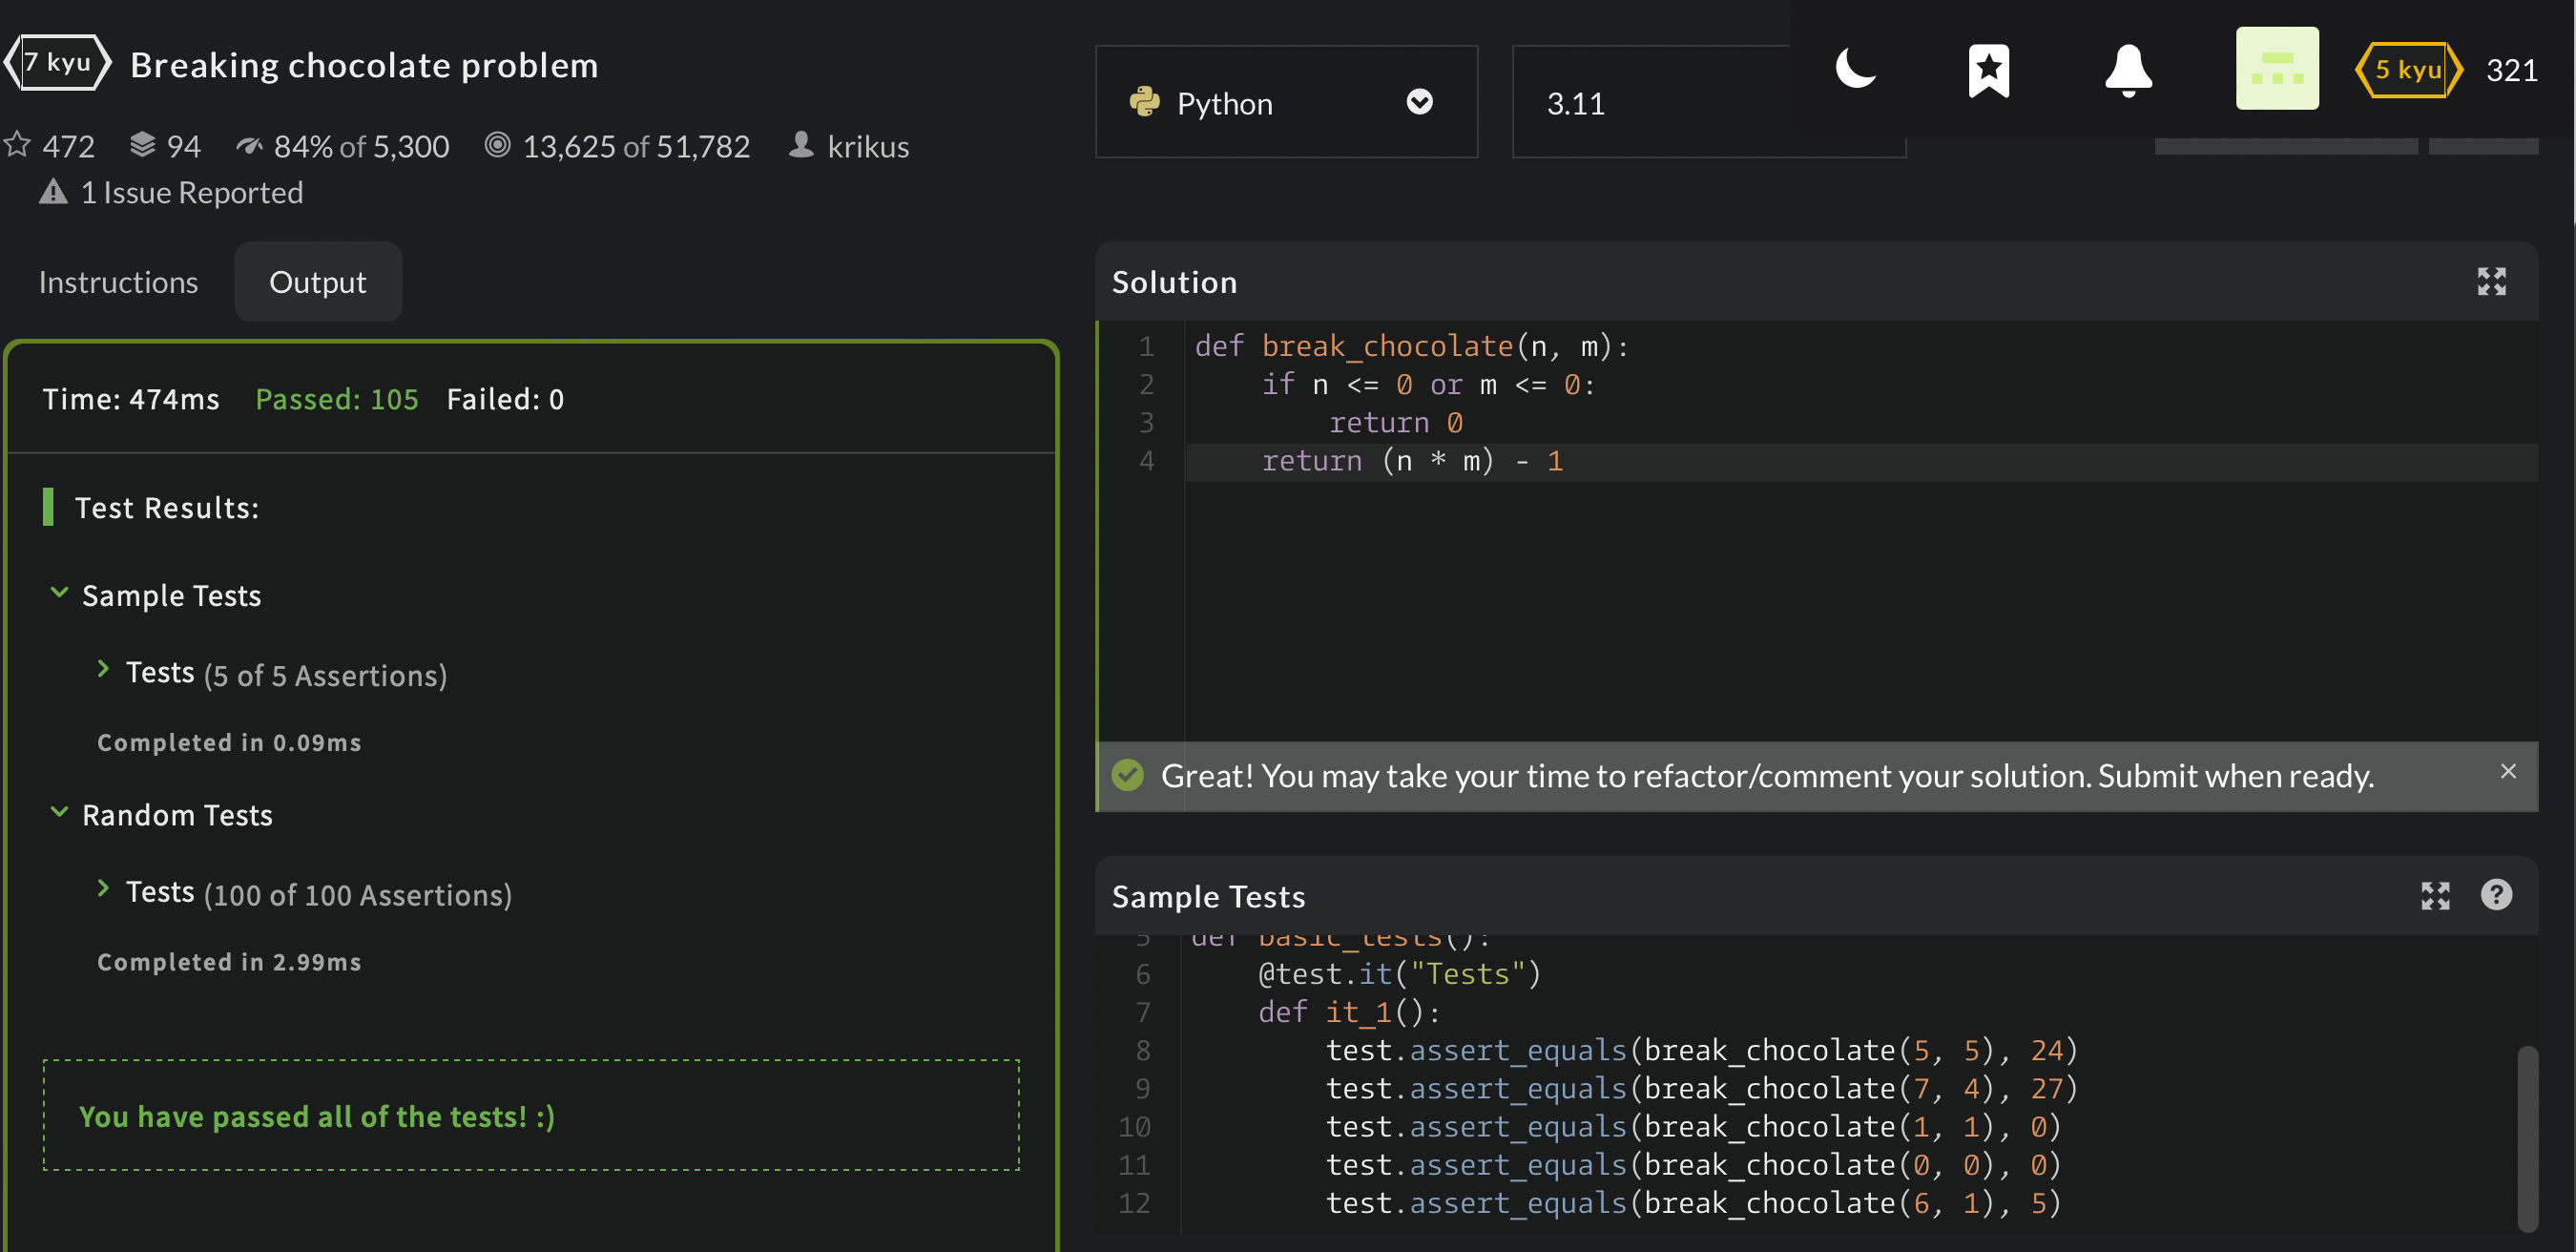 7 kyu Breaking chocolate problem
472 94 84% of 5,300 13,625 of 51,782 krikus
1 Issue Reported
Python 3.11
5 kyu 321
Instructions Output
Time: 474ms Passed: 105 Failed: 0
Test Results:
Sample Tests
Tests (5 of 5 Assertions)
Completed in 0.09ms
Random Tests
Tests (100 of 100 Assertions)
Completed in 2.99ms
You have passed all of the tests! :)
Solution
1 def break_chocolate(n, m):
2     if n <= 0 or m <= 0:
3         return 0
4     return (n * m) - 1
Great! You may take your time to refactor/comment your solution. Submit when ready.
Sample Tests
5 def basic_tests():
6     @test.it("Tests")
7     def it_1():
8         test.assert_equals(break_chocolate(5, 5), 24)
9         test.assert_equals(break_chocolate(7, 4), 27)
10         test.assert_equals(break_chocolate(1, 1), 0)
11         test.assert_equals(break_chocolate(0, 0), 0)
12         test.assert_equals(break_chocolate(6, 1), 5)